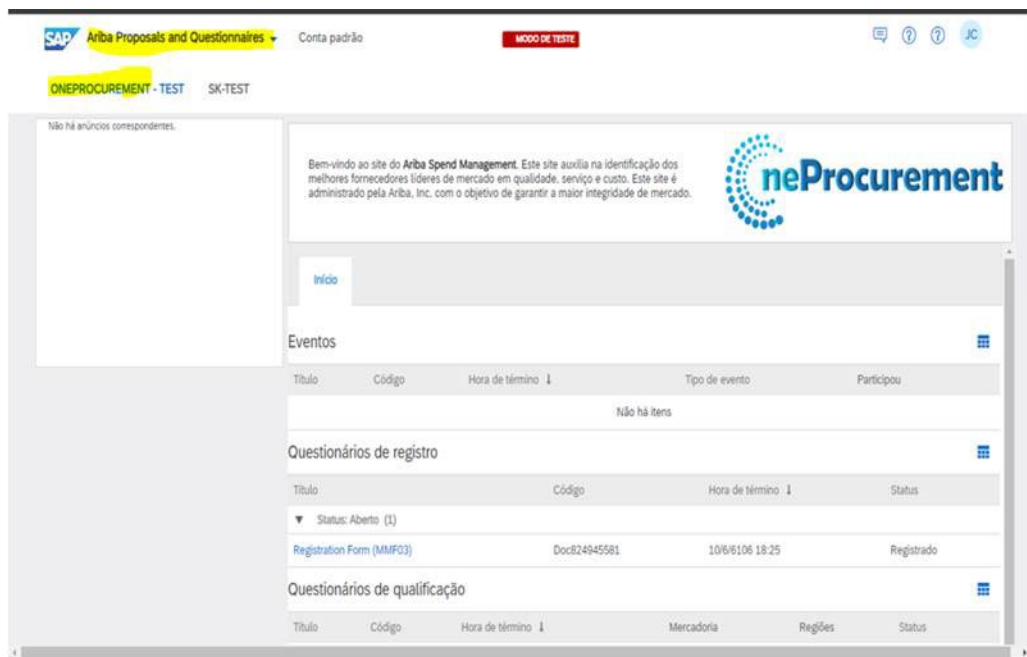 SAP Ariba Proposals and Questionnaires Conta padrão MODO DE TESTE JC
ONEPROCUREMENT - TEST SK-TEST
Não há anúncios correspondentes.
Bem-vindo ao site do Ariba Spend Management. Este site auxilia na identificação dos
melhores fornecedores líderes de mercado em qualidade, serviço e custo. Este site é
administrado pela Ariba, Inc. com o objetivo de garantir a maior integridade de mercado.
neProcurement
Início
Eventos
Título Código Hora de término ↓ Tipo de evento Participou
Não há itens
Questionários de registro
Título Código Hora de término ↓ Status
▼ Status: Aberto (1)
Registration Form (MMF03) Doc824945581 10/6/6106 18:25 Registrado
Questionários de qualificação
Título Código Hora de término ↓ Mercadoria Regiões Status